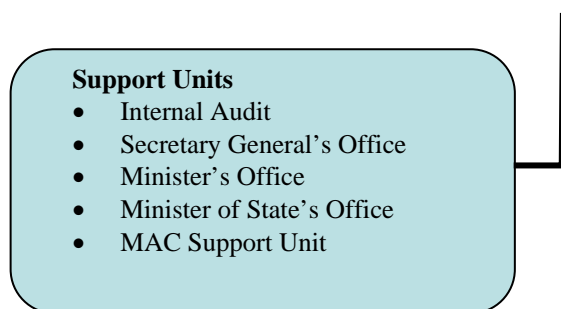 Support Units
• Internal Audit
• Secretary General’s Office
• Minister’s Office
• Minister of State’s Office
• MAC Support Unit